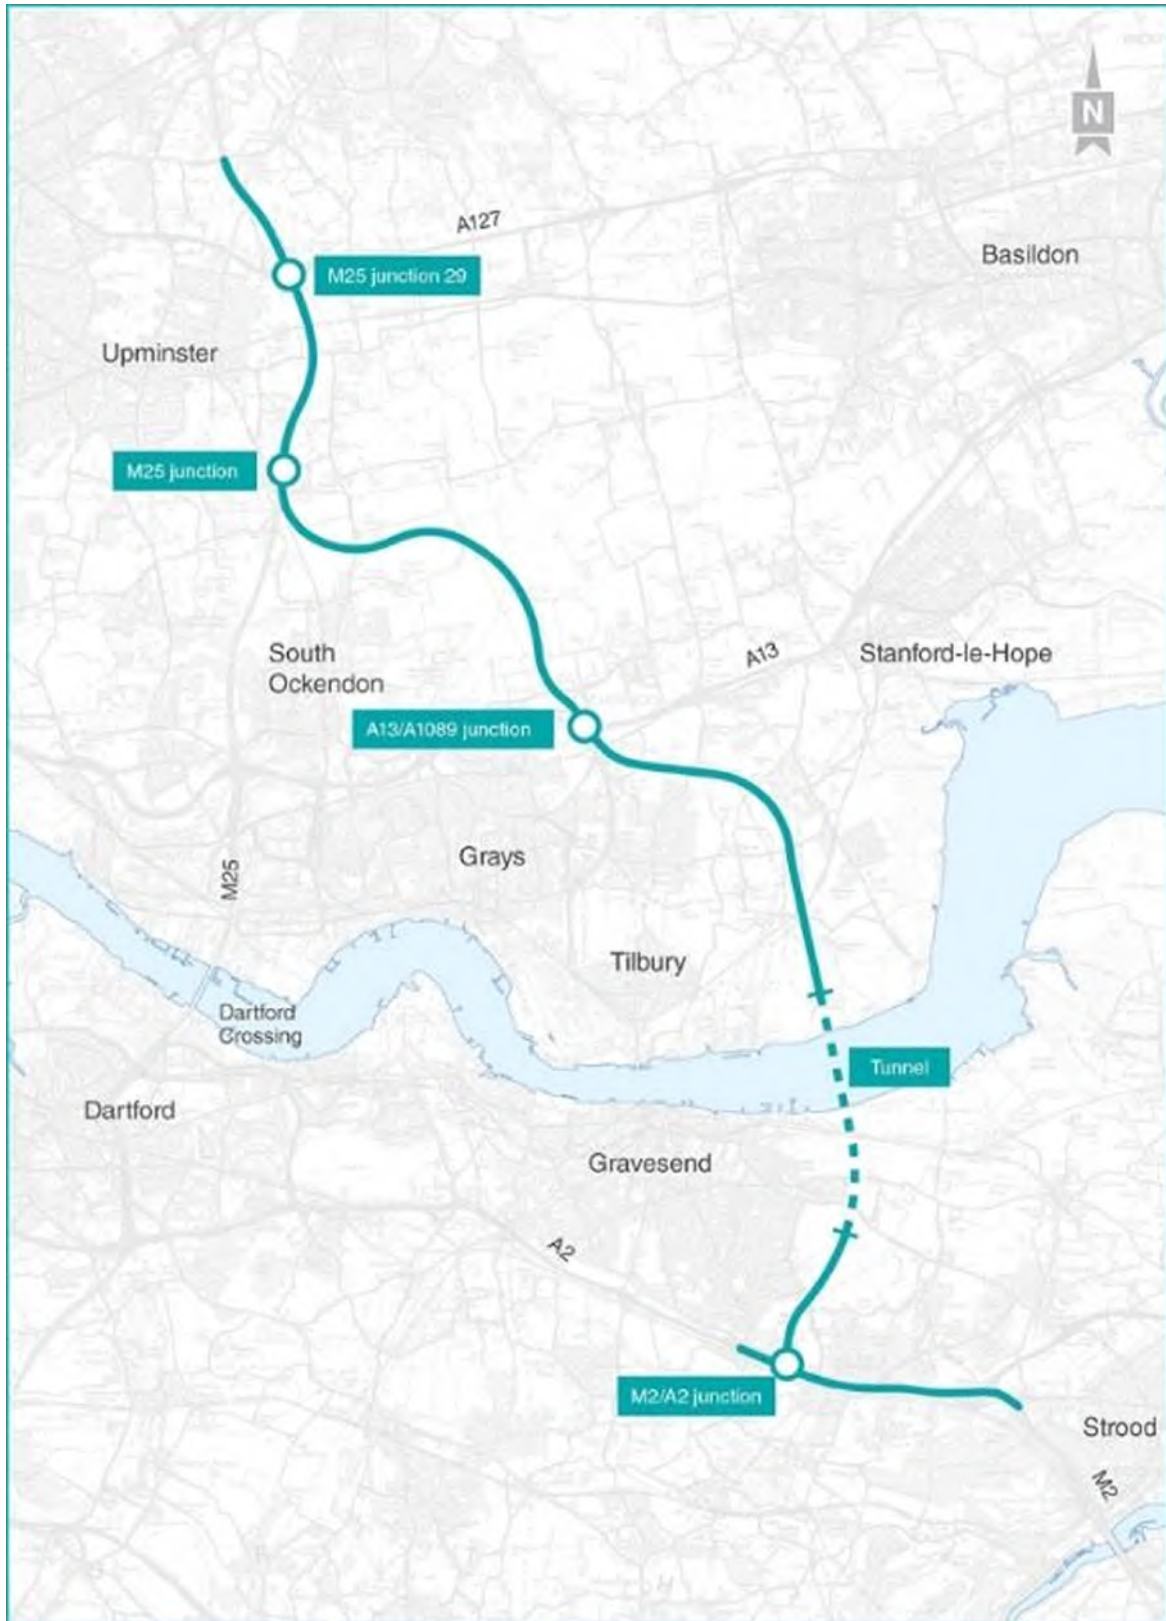 N
A127
Basildon
M25 junction 29
Upminster
M25 junction
South
Ockendon
A13
Stanford-le-Hope
A13/A1089 junction
Grays
M25
Tilbury
Dartford
Crossing
Tunnel
Dartford
Gravesend
A2
M2/A2 junction
Strood
M2